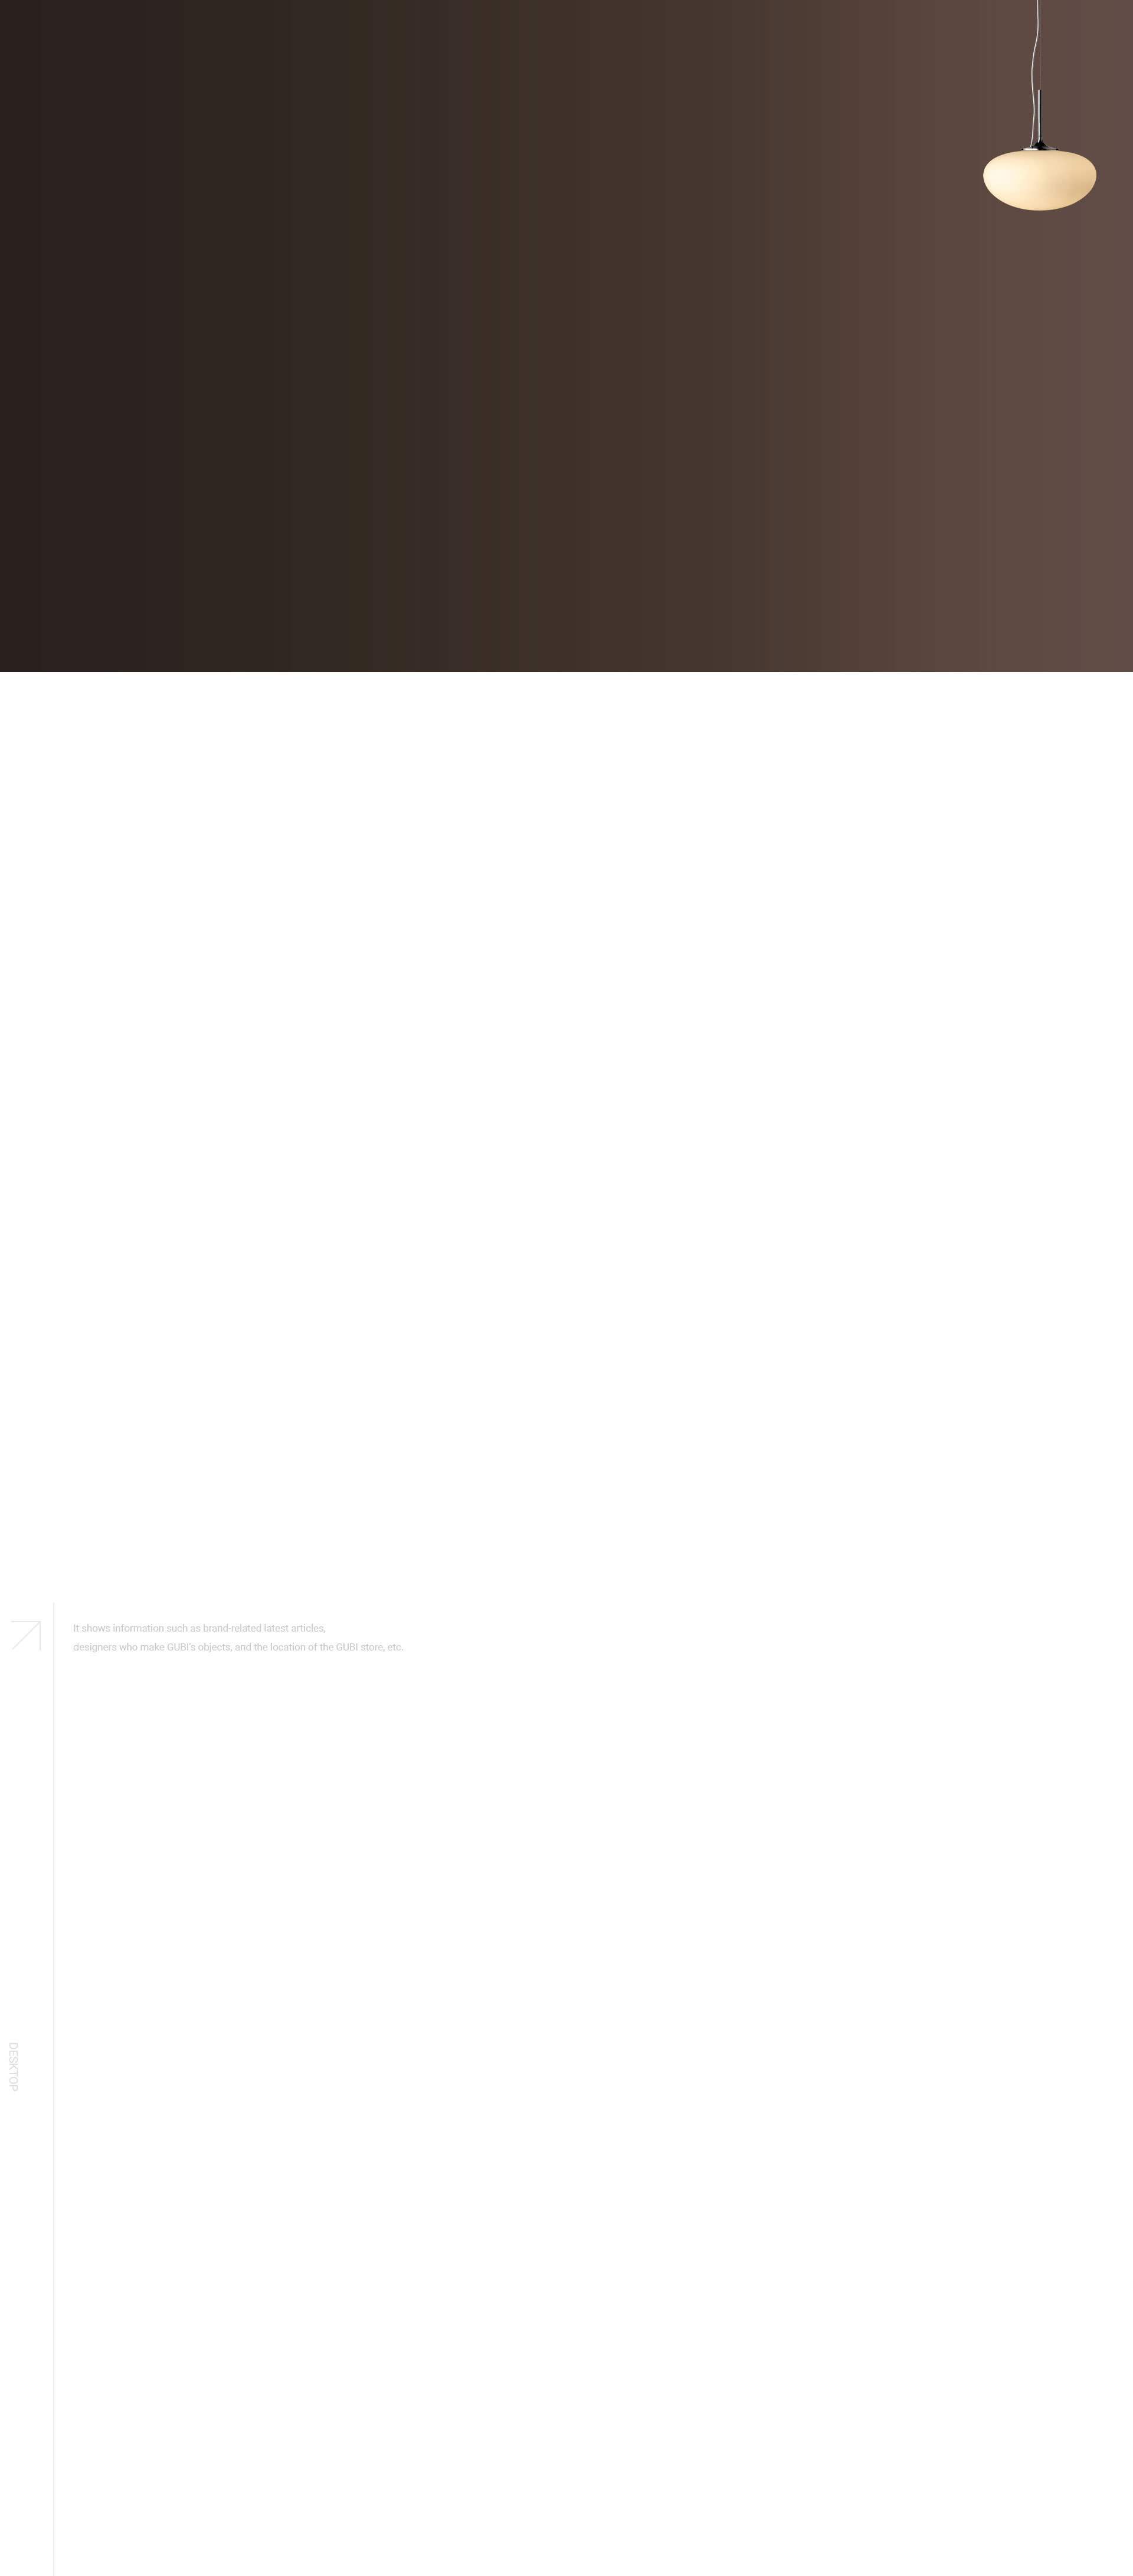 It shows information such as brand-related latest articles,
designers who make GUBI's objects, and the location of the GUBI store, etc.
DESKTOP